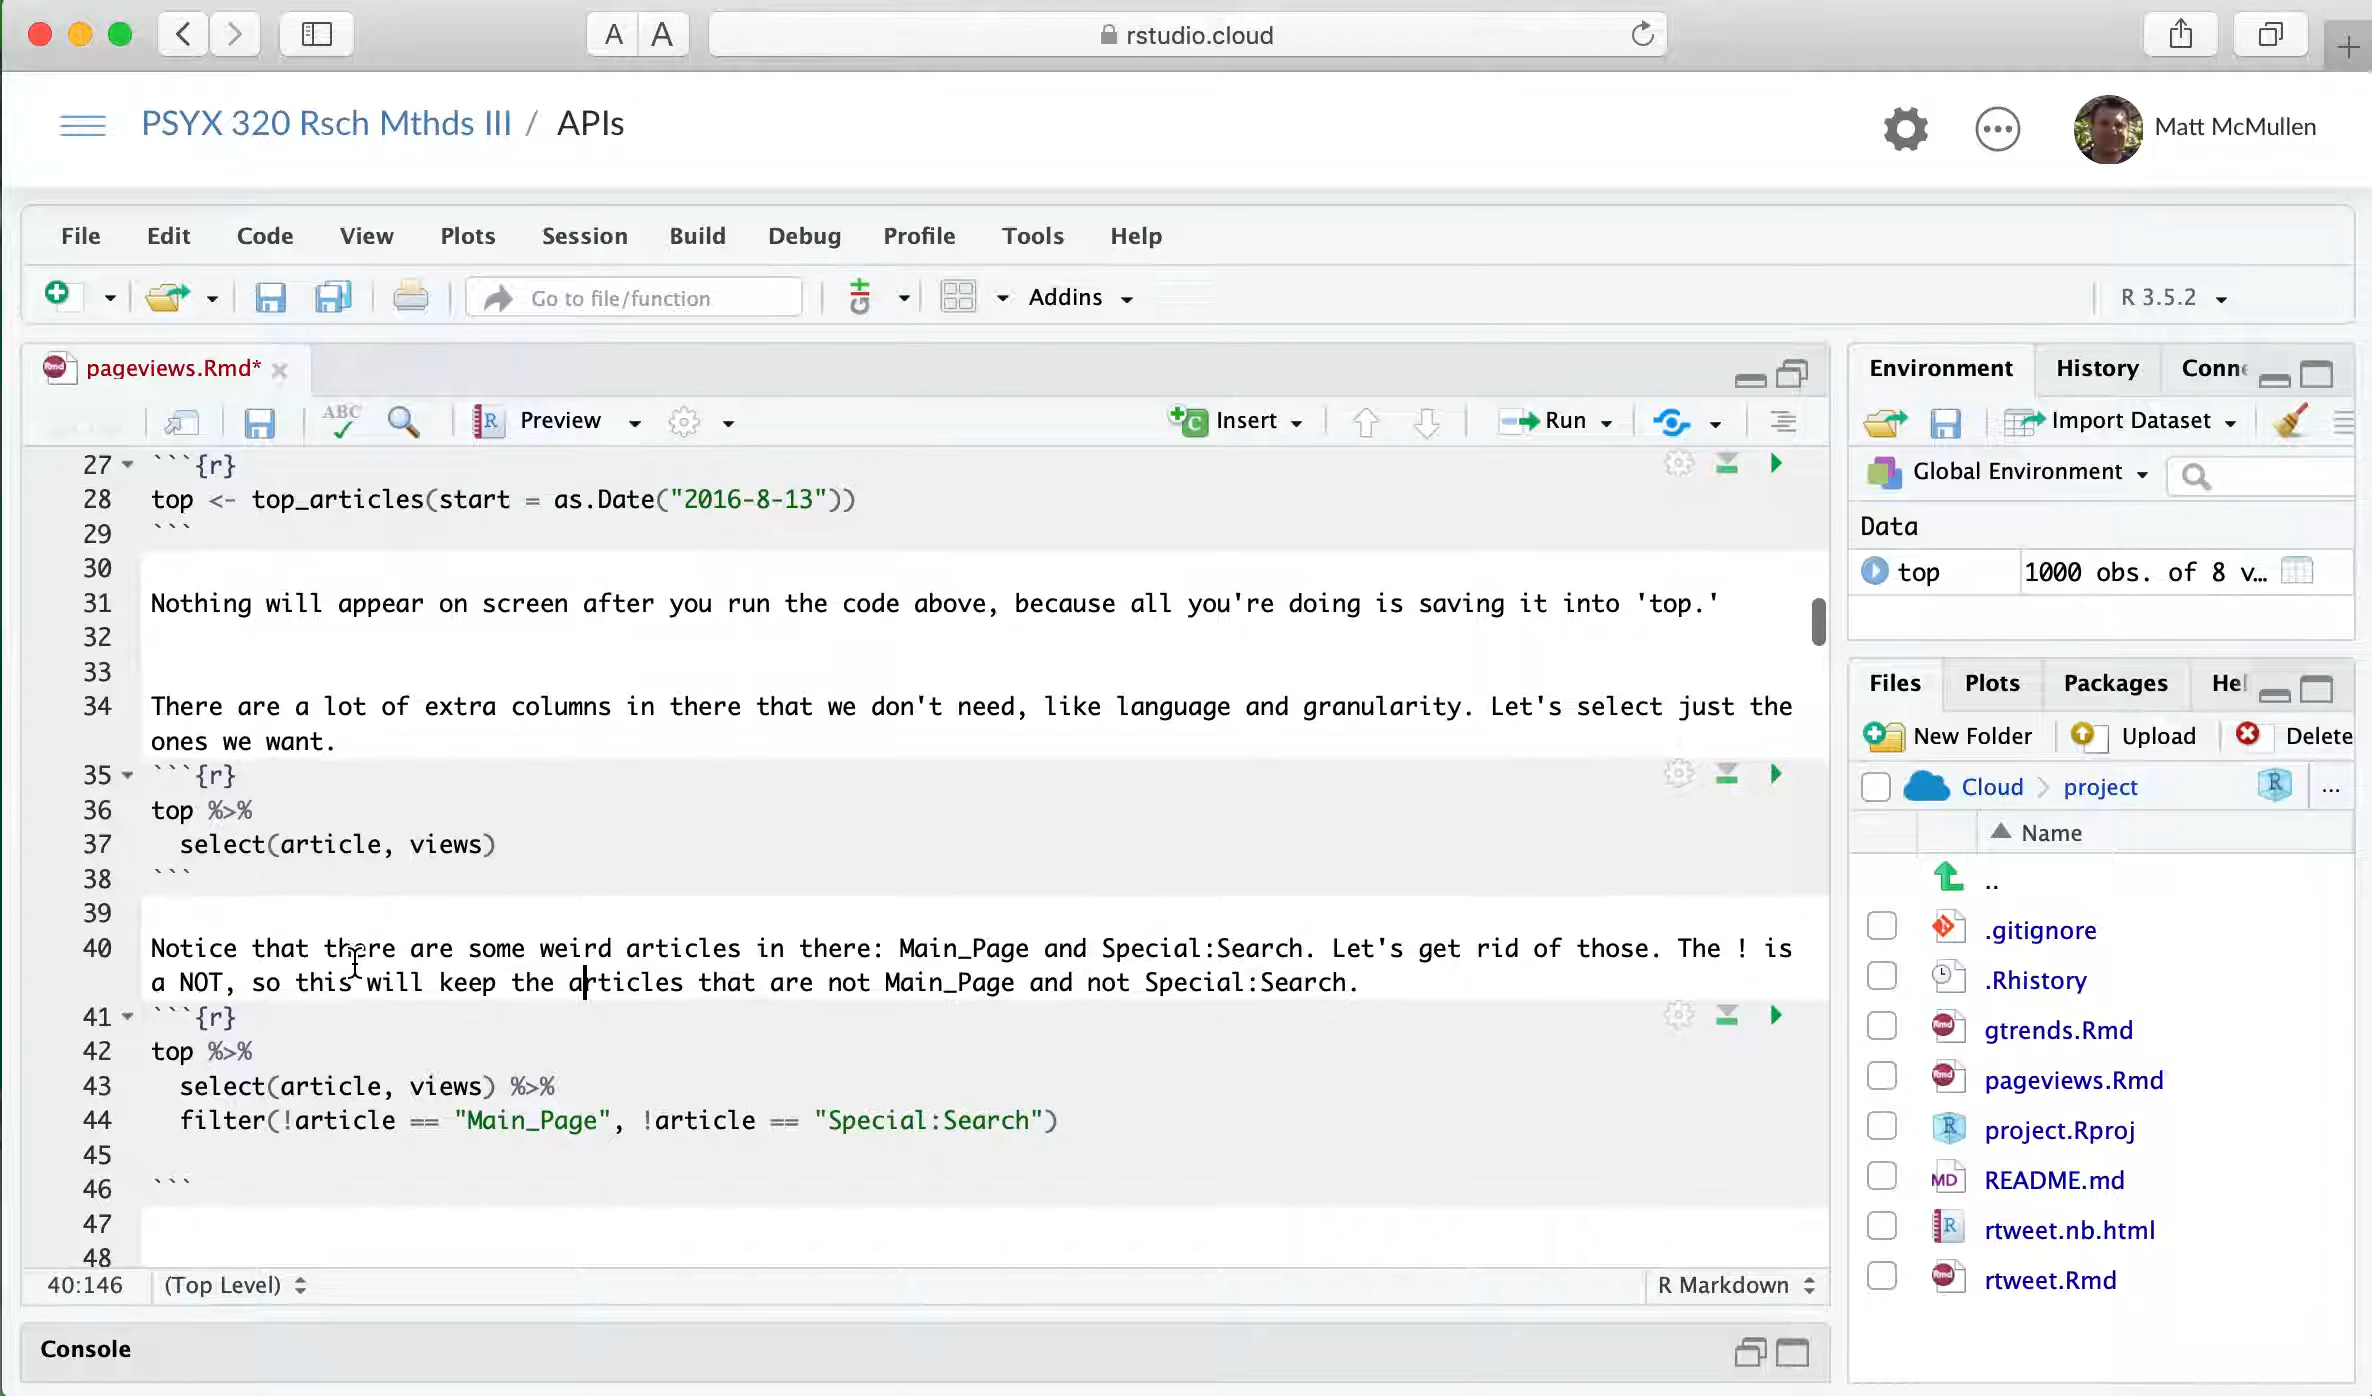 A A rstudio.cloud
PSYX 320 Rsch Mthds III / APIs
Matt McMullen
File Edit Code View Plots Session Build Debug Profile Tools Help
Go to file/function Addins R 3.5.2
pageviews.Rmd*
ABC Preview Insert Run
27 ```{r}
28 top <- top_articles(start = as.Date("2016-8-13"))
29 ```
30
31 Nothing will appear on screen after you run the code above, because all you're doing is saving it into 'top.'
32
33
34 There are a lot of extra columns in there that we don't need, like language and granularity. Let's select just the
ones we want.
35 ```{r}
36 top %>%
37 select(article, views)
38 ```
39
40 Notice that there are some weird articles in there: Main_Page and Special:Search. Let's get rid of those. The ! is
a NOT, so this will keep the articles that are not Main_Page and not Special:Search.
41 ```{r}
42 top %>%
43 select(article, views) %>%
44 filter(!article == "Main_Page", !article == "Special:Search")
45
46 ```
47
48
40:146 (Top Level) R Markdown
Console
Environment History Conne
Import Dataset
Global Environment
Data
top 1000 obs. of 8 v…
Files Plots Packages Hel
New Folder Upload Delete
Cloud project R ...
Name
..
.gitignore
.Rhistory
gtrends.Rmd
pageviews.Rmd
project.Rproj
MD README.md
rtweet.nb.html
rtweet.Rmd